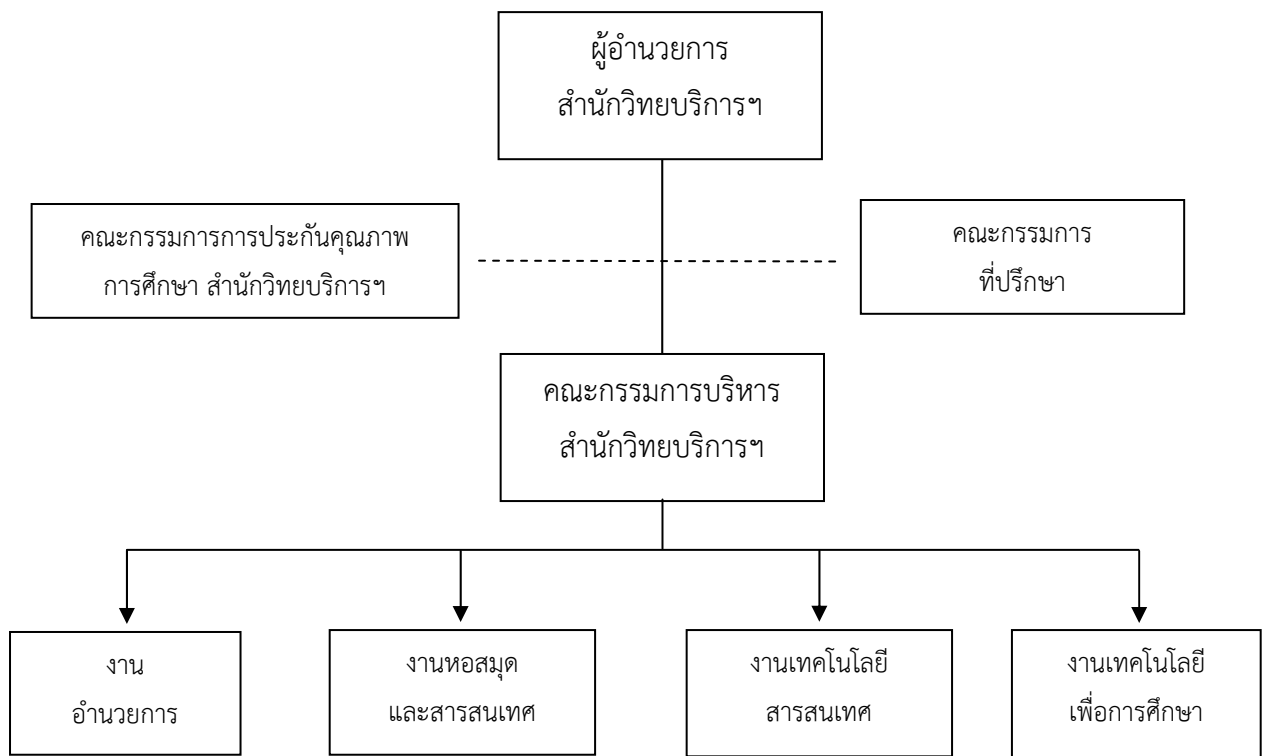 ผู้อำนวยการ
สำนักวิทยบริการฯ
คณะกรรมการการประกันคุณภาพ
การศึกษา สำนักวิทยบริการฯ
คณะกรรมการ
ที่ปรึกษา
คณะกรรมการบริหาร
สำนักวิทยบริการฯ
งาน
อำนวยการ
งานหอสมุด
และสารสนเทศ
งานเทคโนโลยี
สารสนเทศ
งานเทคโนโลยี
เพื่อการศึกษา